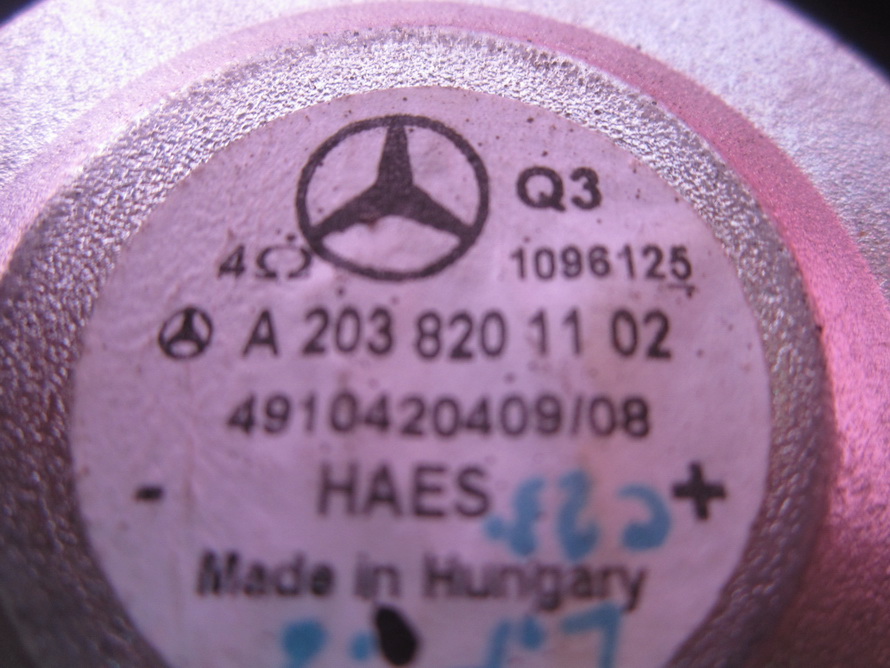 Q3
4Ω 1096125
A 203 820 11 02
4910420409/08
- HAES +
Made in Hungary